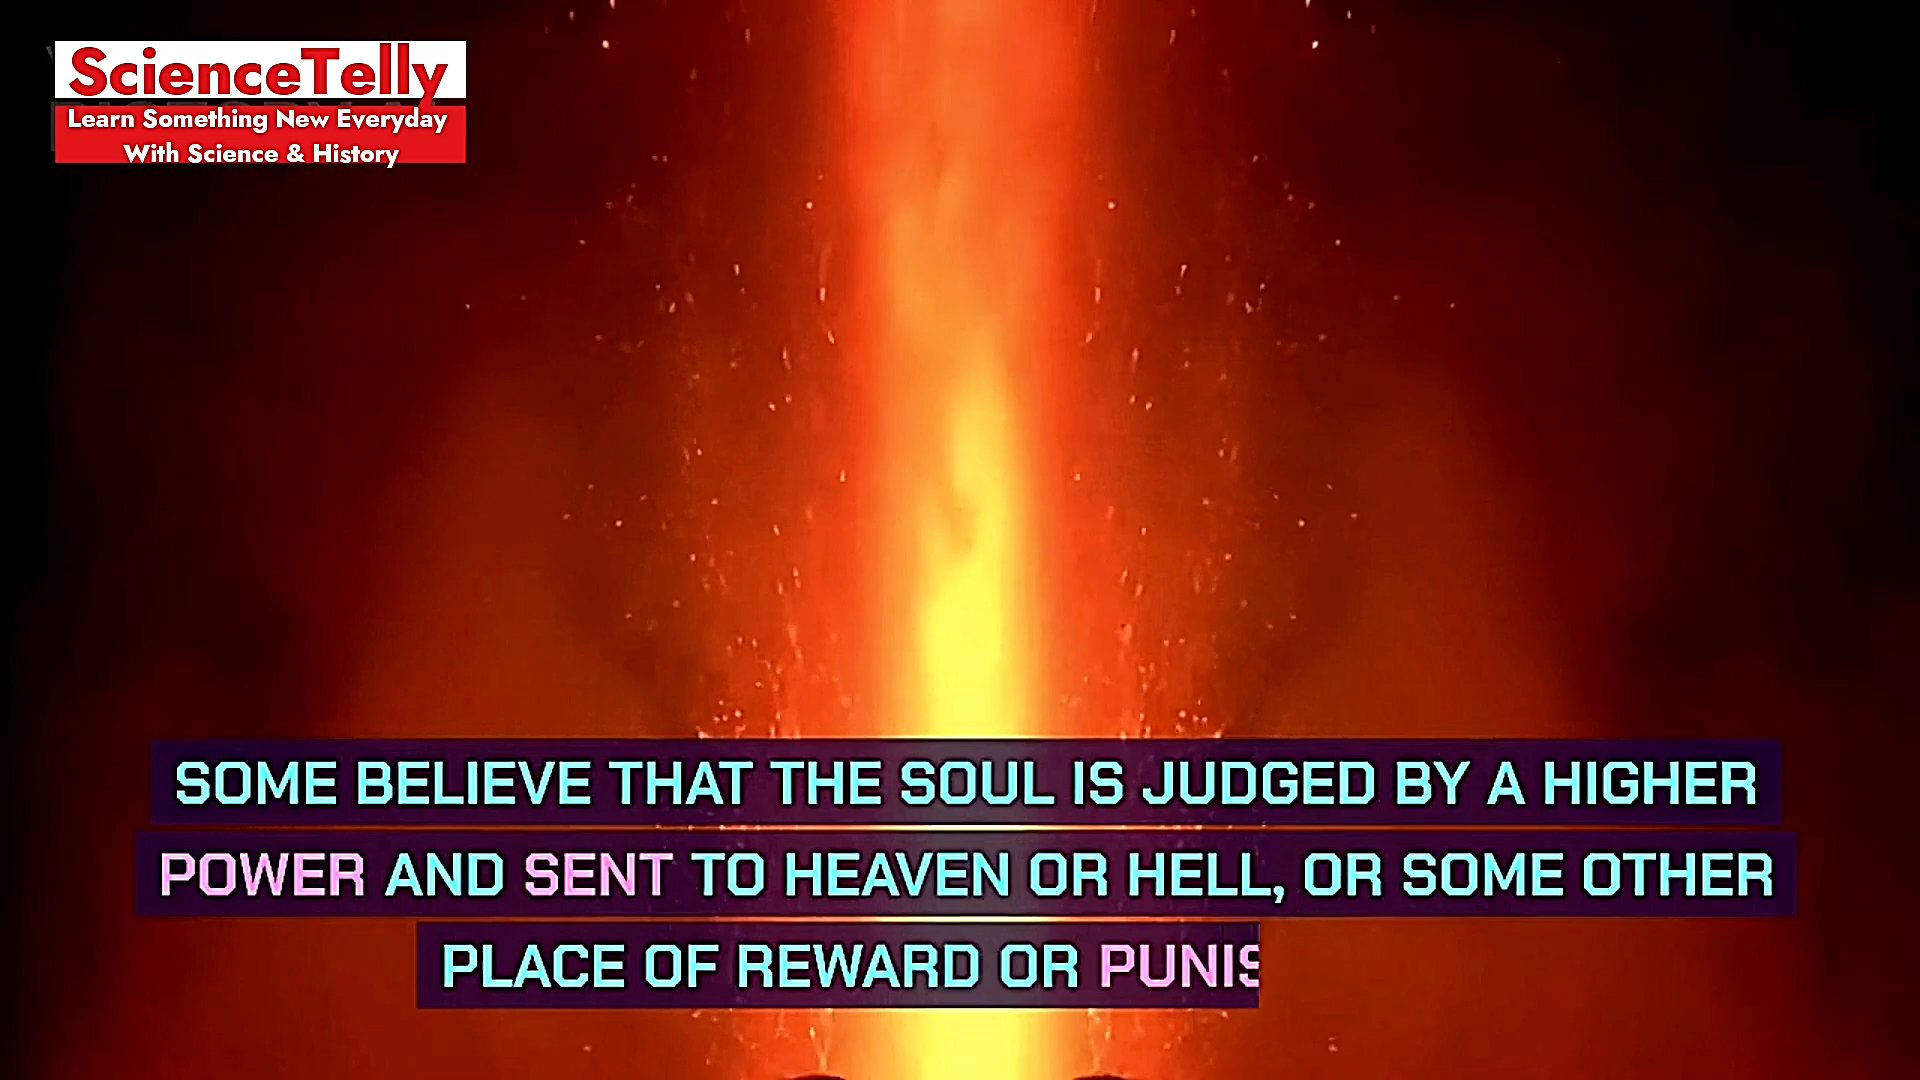 ScienceTelly
Learn Something New Everyday
With Science & History
SOME BELIEVE THAT THE SOUL IS JUDGED BY A HIGHER
POWER AND SENT TO HEAVEN OR HELL, OR SOME OTHER
PLACE OF REWARD OR PUNIS